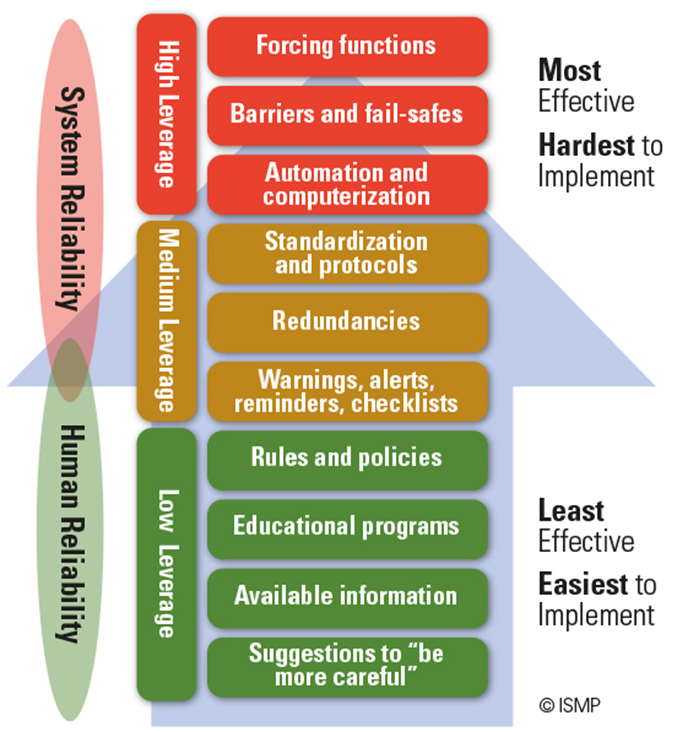 System Reliability
Human Reliability
High Leverage
Forcing functions
Barriers and fail-safes
Automation and
computerization
Medium Leverage
Standardization
and protocols
Redundancies
Warnings, alerts,
reminders, checklists
Low Leverage
Rules and policies
Educational programs
Available information
Suggestions to “be
more careful”
Most
Effective
Hardest to
Implement
Least
Effective
Easiest to
Implement
© ISMP